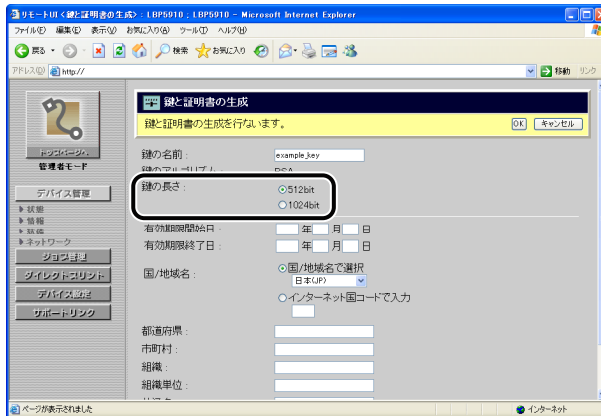 リモートUI <鍵と証明書の生成> : LBP5910 ; LBP5910 - Microsoft Internet Explorer
ファイル(F) 編集(E) 表示(V) お気に入り(A) ツール(T) ヘルプ(H)
戻る 検索 お気に入り
アドレス(D) http:// 移動 リンク
鍵と証明書の生成
鍵と証明書の生成を行ないます。 OK キャンセル
トップページへ
管理者モード
デバイス管理
状態
情報
ネットワーク
ジョブ管理
ダイレクトプリント
デバイス設定
サポートリンク
鍵の名前 : example_key
鍵のアルゴリズム : RSA
鍵の長さ : 512bit
1024bit
有効期限開始日 : 年 月 日
有効期限終了日 : 年 月 日
国/地域名 : 国/地域名で選択
日本(JP)
インターネット国コードで入力
都道府県 :
市町村 :
組織 :
組織単位 :
ページが表示されました インターネット